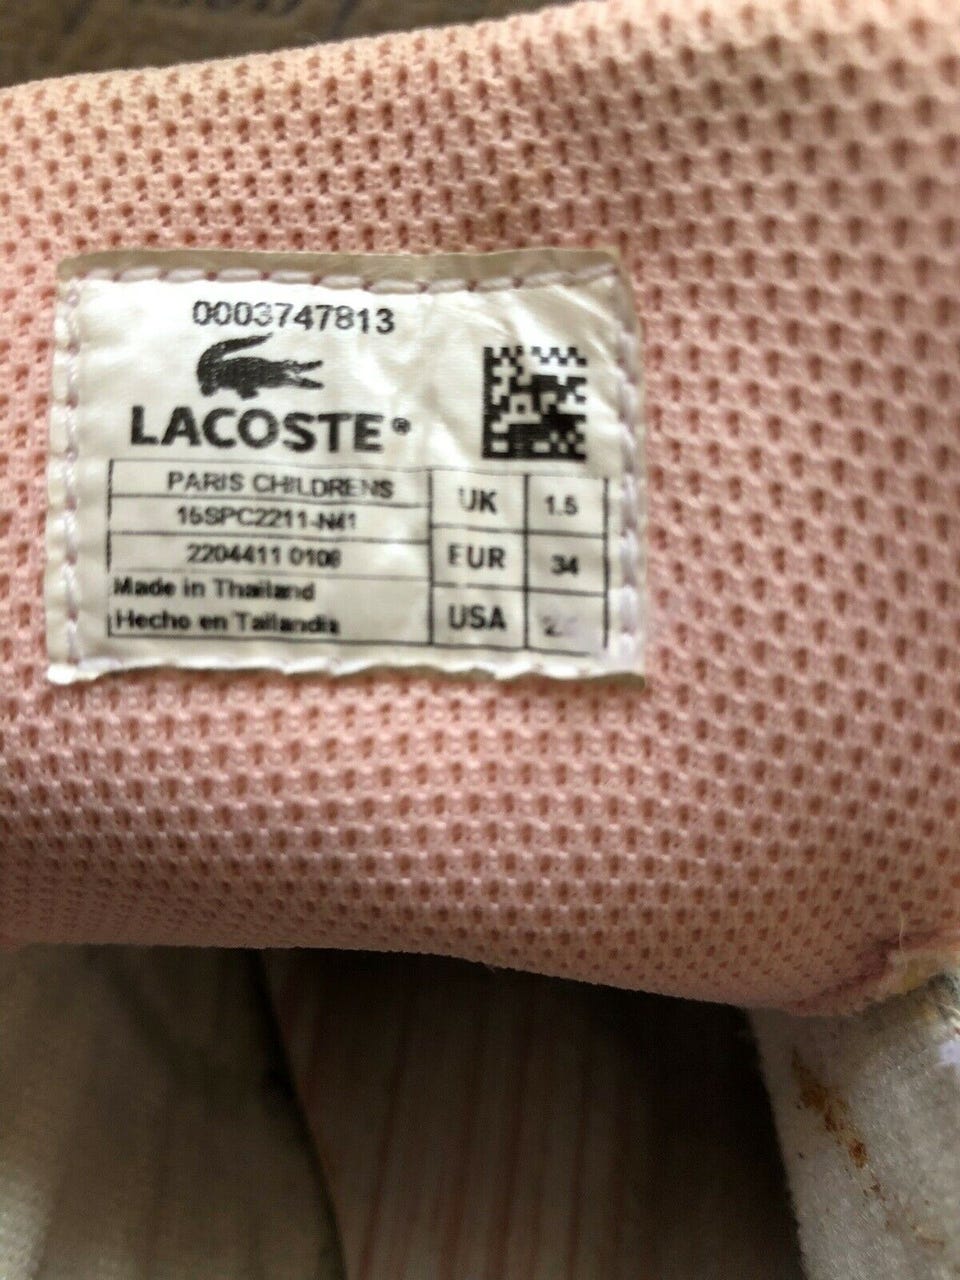 0003747813
LACOSTE®
PARIS CHILDRENS
15SPC2211-N41
2204411 0106
Made in Thailand
Hecho en Tailandia
UK 1.5
EUR 34
USA